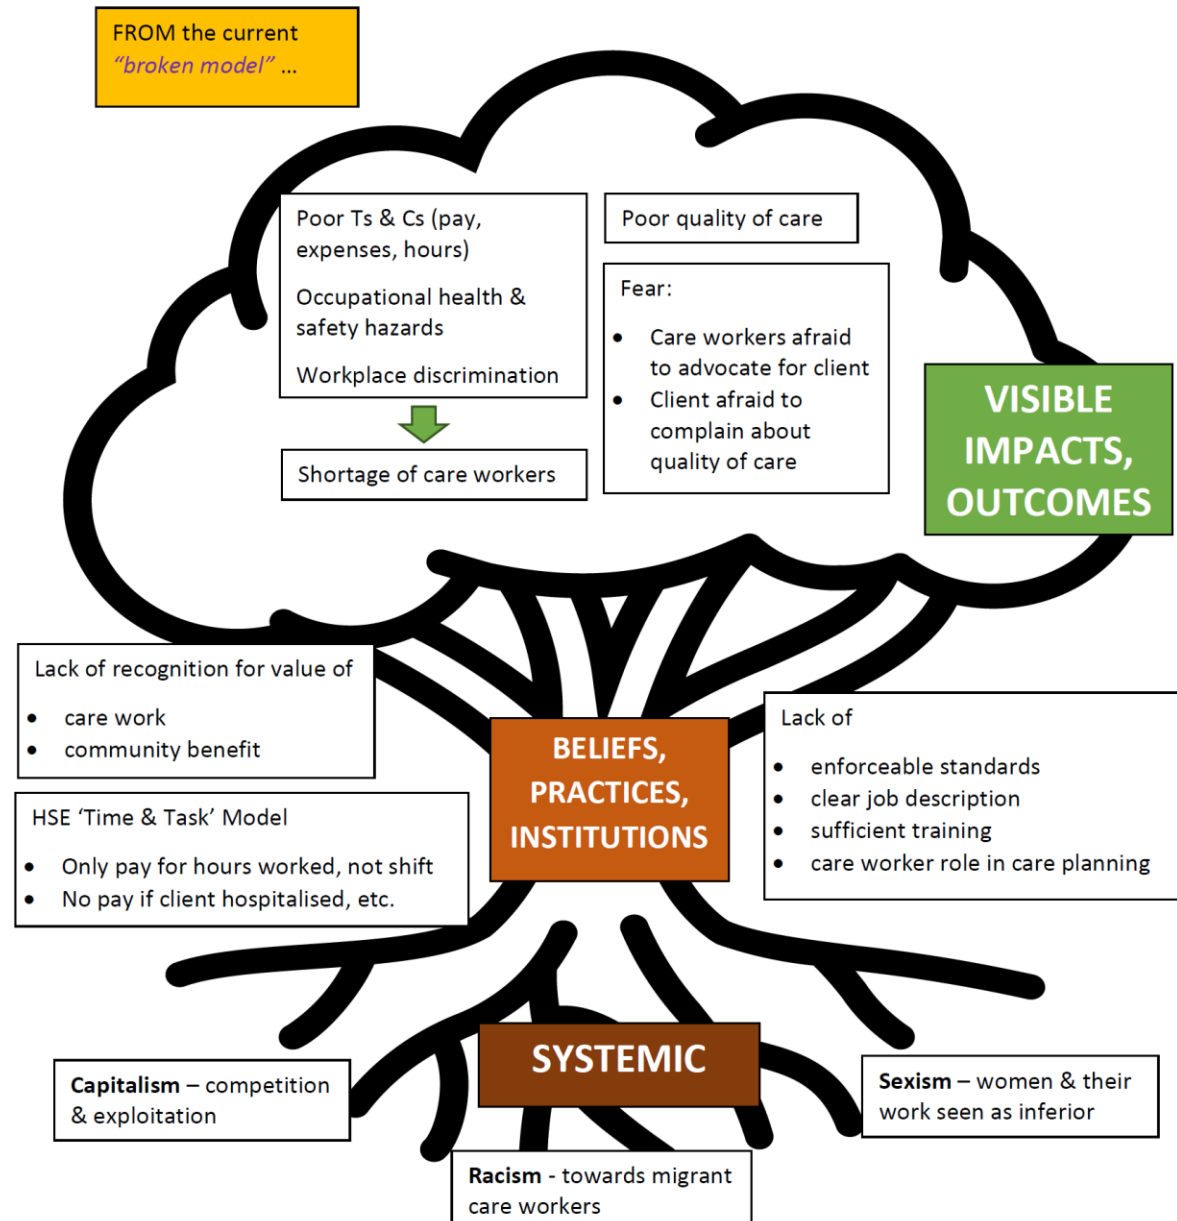 FROM the current
“broken model” …
Poor Ts & Cs (pay,
expenses, hours)
Occupational health &
safety hazards
Workplace discrimination
Shortage of care workers
Poor quality of care
Fear:
• Care workers afraid
to advocate for client
• Client afraid to
complain about
quality of care
VISIBLE
IMPACTS,
OUTCOMES
Lack of recognition for value of
• care work
• community benefit
HSE ‘Time & Task’ Model
• Only pay for hours worked, not shift
• No pay if client hospitalised, etc.
BELIEFS,
PRACTICES,
INSTITUTIONS
Lack of
• enforceable standards
• clear job description
• sufficient training
• care worker role in care planning
SYSTEMIC
Capitalism – competition
& exploitation
Racism - towards migrant
care workers
Sexism – women & their
work seen as inferior